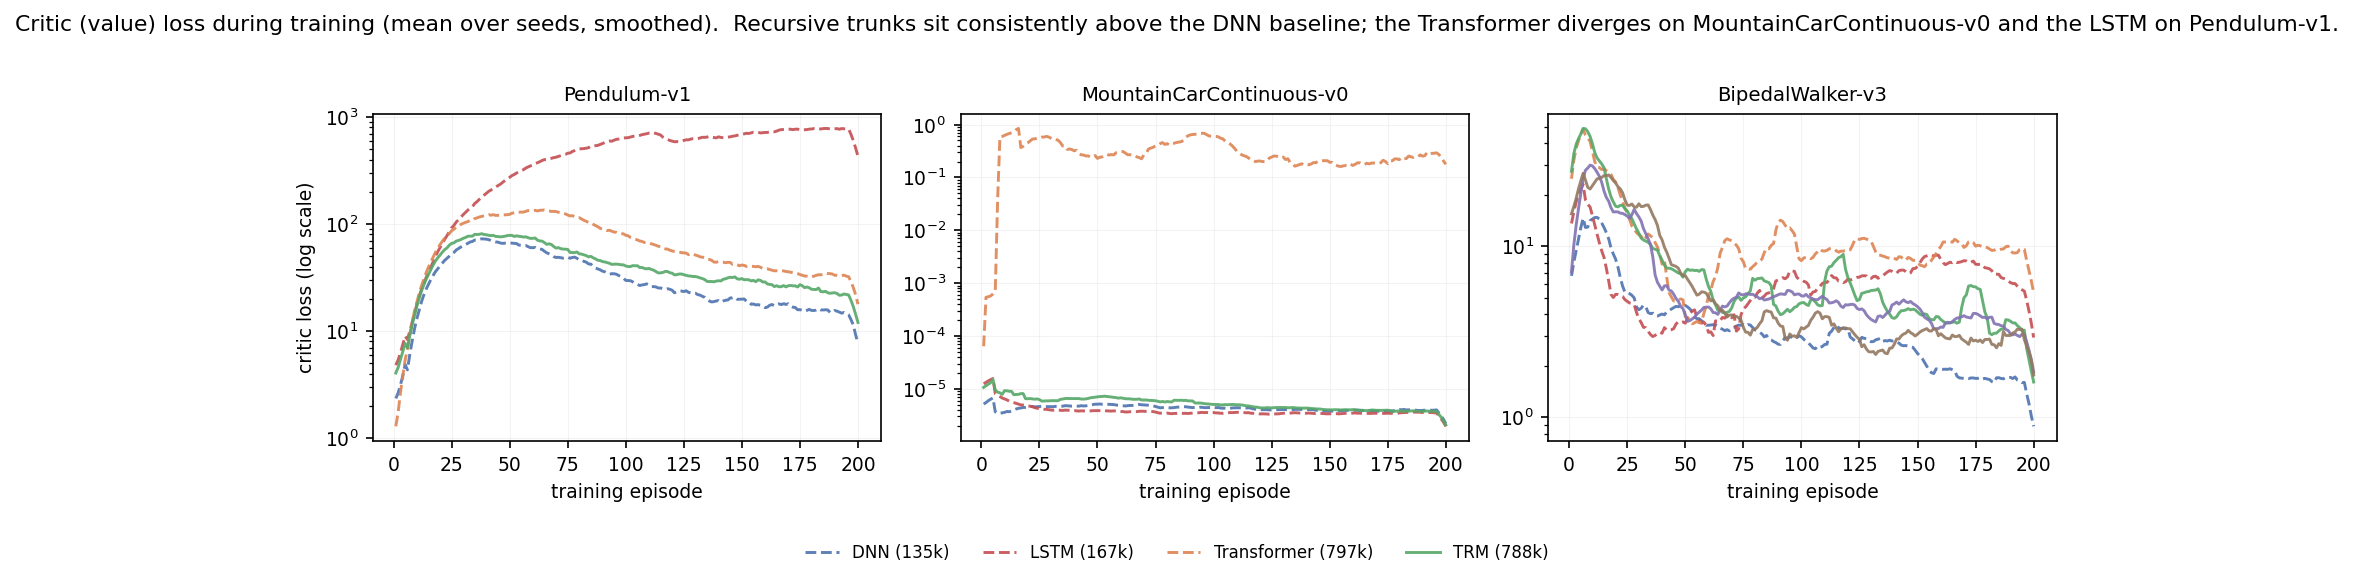 Critic (value) loss during training (mean over seeds, smoothed).  Recursive trunks sit consistently above the DNN baseline; the Transformer diverges on MountainCarContinuous-v0 and the LSTM on Pendulum-v1.
Pendulum-v1
MountainCarContinuous-v0
BipedalWalker-v3
critic loss (log scale)
10³
10²
10¹
10⁰
0 25 50 75 100 125 150 175 200
training episode
10⁰
10⁻¹
10⁻²
10⁻³
10⁻⁴
10⁻⁵
0 25 50 75 100 125 150 175 200
training episode
10¹
10⁰
0 25 50 75 100 125 150 175 200
training episode
DNN (135k) LSTM (167k) Transformer (797k) TRM (788k)